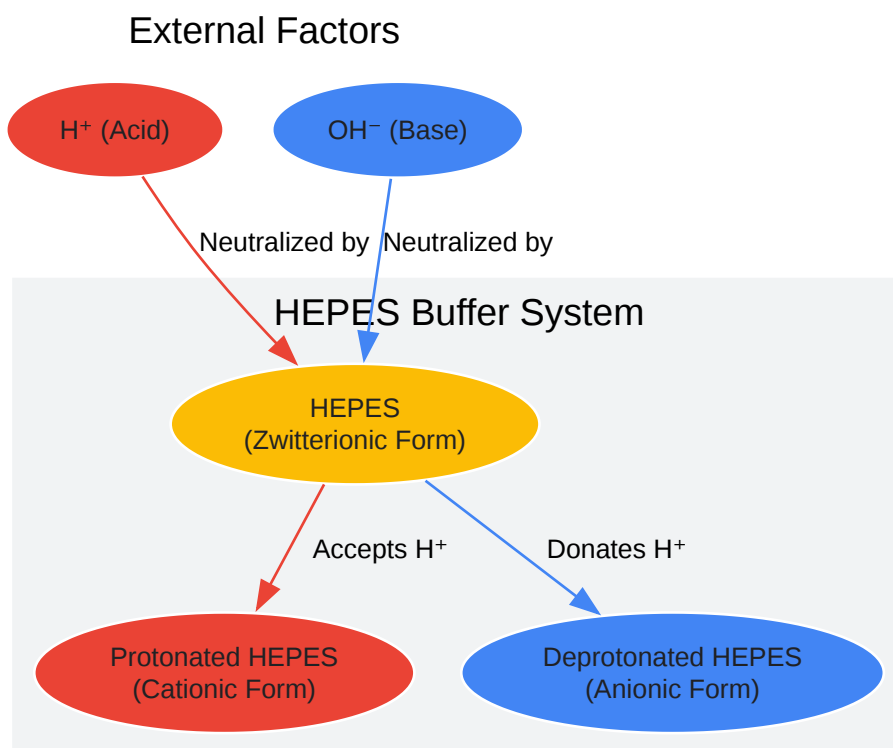 External Factors
H⁺ (Acid)
OH⁻ (Base)
Neutralized by
Neutralized by
HEPES Buffer System
HEPES
(Zwitterionic Form)
Accepts H⁺
Donates H⁺
Protonated HEPES
(Cationic Form)
Deprotonated HEPES
(Anionic Form)